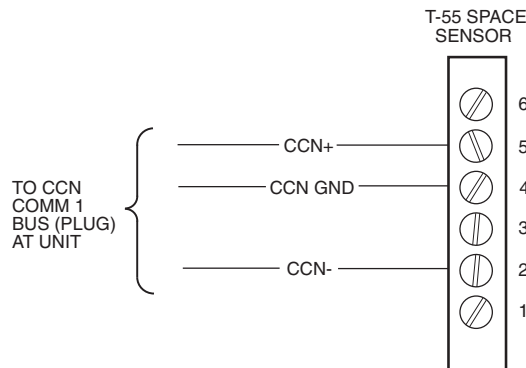 T-55 SPACE
SENSOR
6
CCN+
5
CCN GND
4
TO CCN
COMM 1
BUS (PLUG)
AT UNIT
3
CCN-
2
1